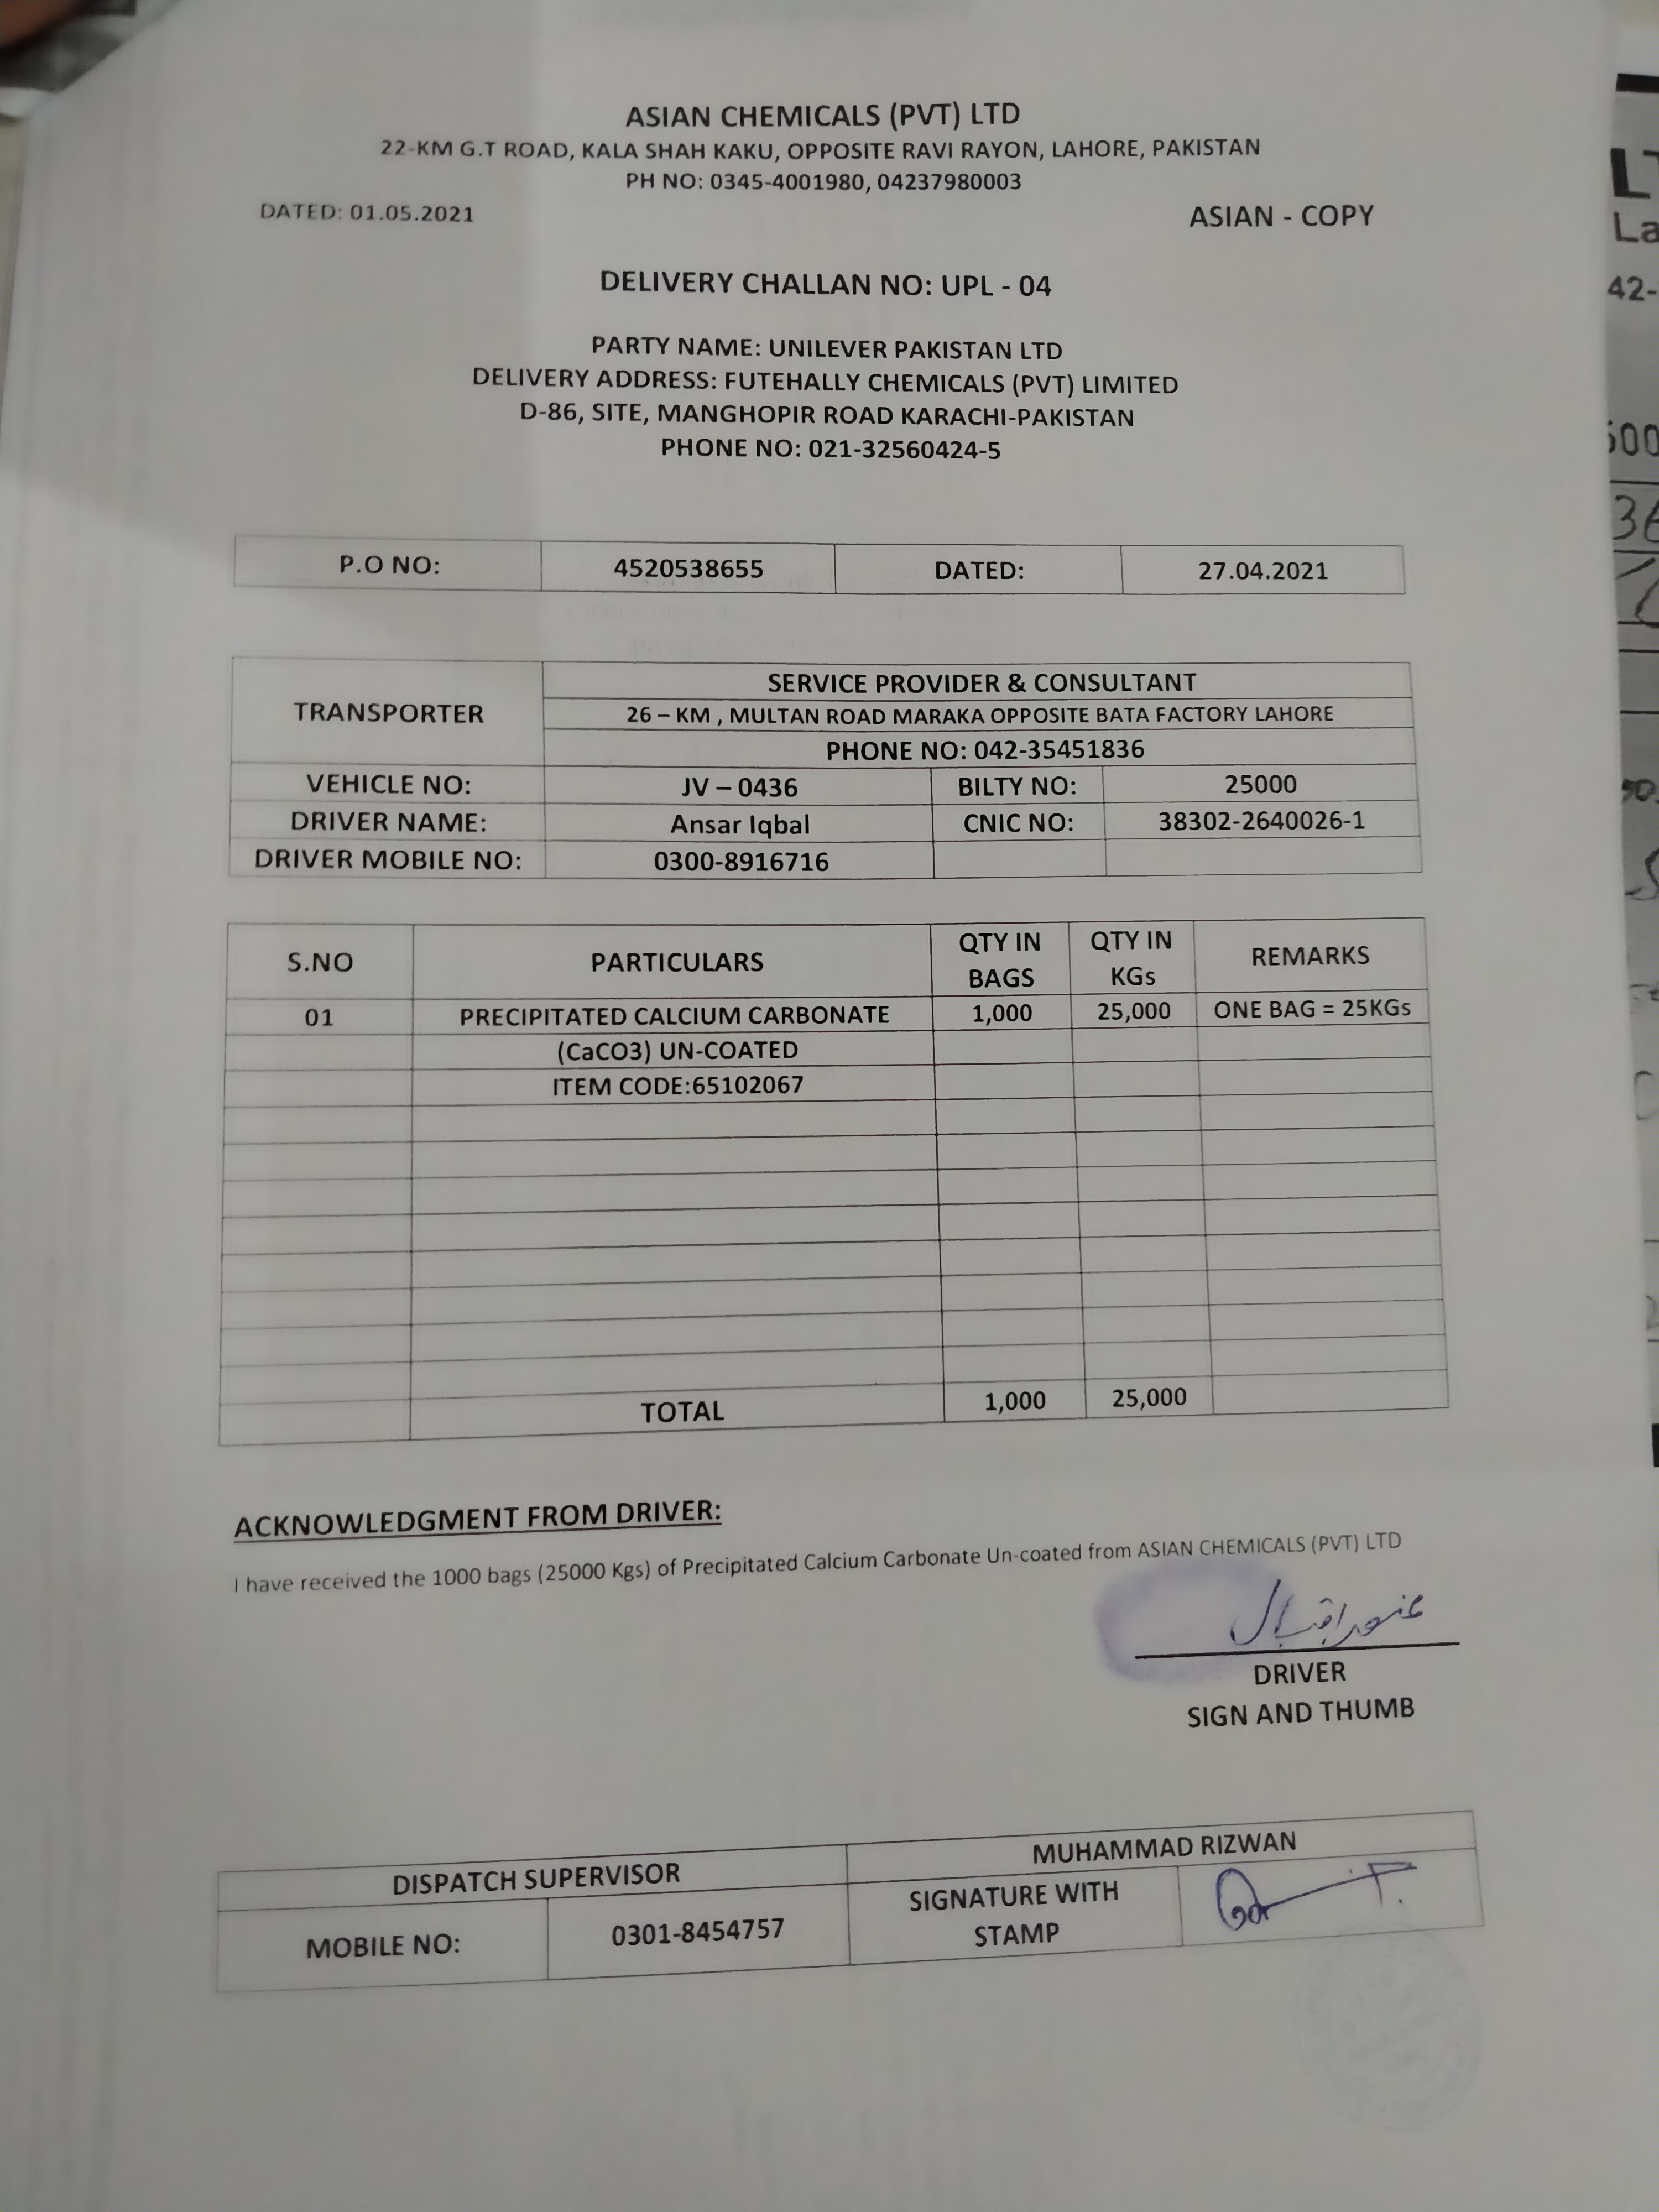 ASIAN CHEMICALS (PVT) LTD
22-KM G.T ROAD, KALA SHAH KAKU, OPPOSITE RAVI RAYON, LAHORE, PAKISTAN
PH NO: 0345-4001980, 04237980003
DATED: 01.05.2021 ASIAN - COPY
DELIVERY CHALLAN NO: UPL - 04
PARTY NAME: UNILEVER PAKISTAN LTD
DELIVERY ADDRESS: FUTEHALLY CHEMICALS (PVT) LIMITED
D-86, SITE, MANGHOPIR ROAD KARACHI-PAKISTAN
PHONE NO: 021-32560424-5
P.O NO: 4520538655 DATED: 27.04.2021
SERVICE PROVIDER & CONSULTANT
TRANSPORTER 26 – KM , MULTAN ROAD MARAKA OPPOSITE BATA FACTORY LAHORE
PHONE NO: 042-35451836
VEHICLE NO: JV – 0436 BILTY NO: 25000
DRIVER NAME: Ansar Iqbal CNIC NO: 38302-2640026-1
DRIVER MOBILE NO: 0300-8916716
S.NO PARTICULARS QTY IN BAGS QTY IN KGs REMARKS
01 PRECIPITATED CALCIUM CARBONATE 1,000 25,000 ONE BAG = 25KGs
(CaCO3) UN-COATED
ITEM CODE:65102067
TOTAL 1,000 25,000
ACKNOWLEDGMENT FROM DRIVER:
I have received the 1000 bags (25000 Kgs) of Precipitated Calcium Carbonate Un-coated from ASIAN CHEMICALS (PVT) LTD
DRIVER
SIGN AND THUMB
DISPATCH SUPERVISOR MUHAMMAD RIZWAN
MOBILE NO: 0301-8454757 SIGNATURE WITH STAMP